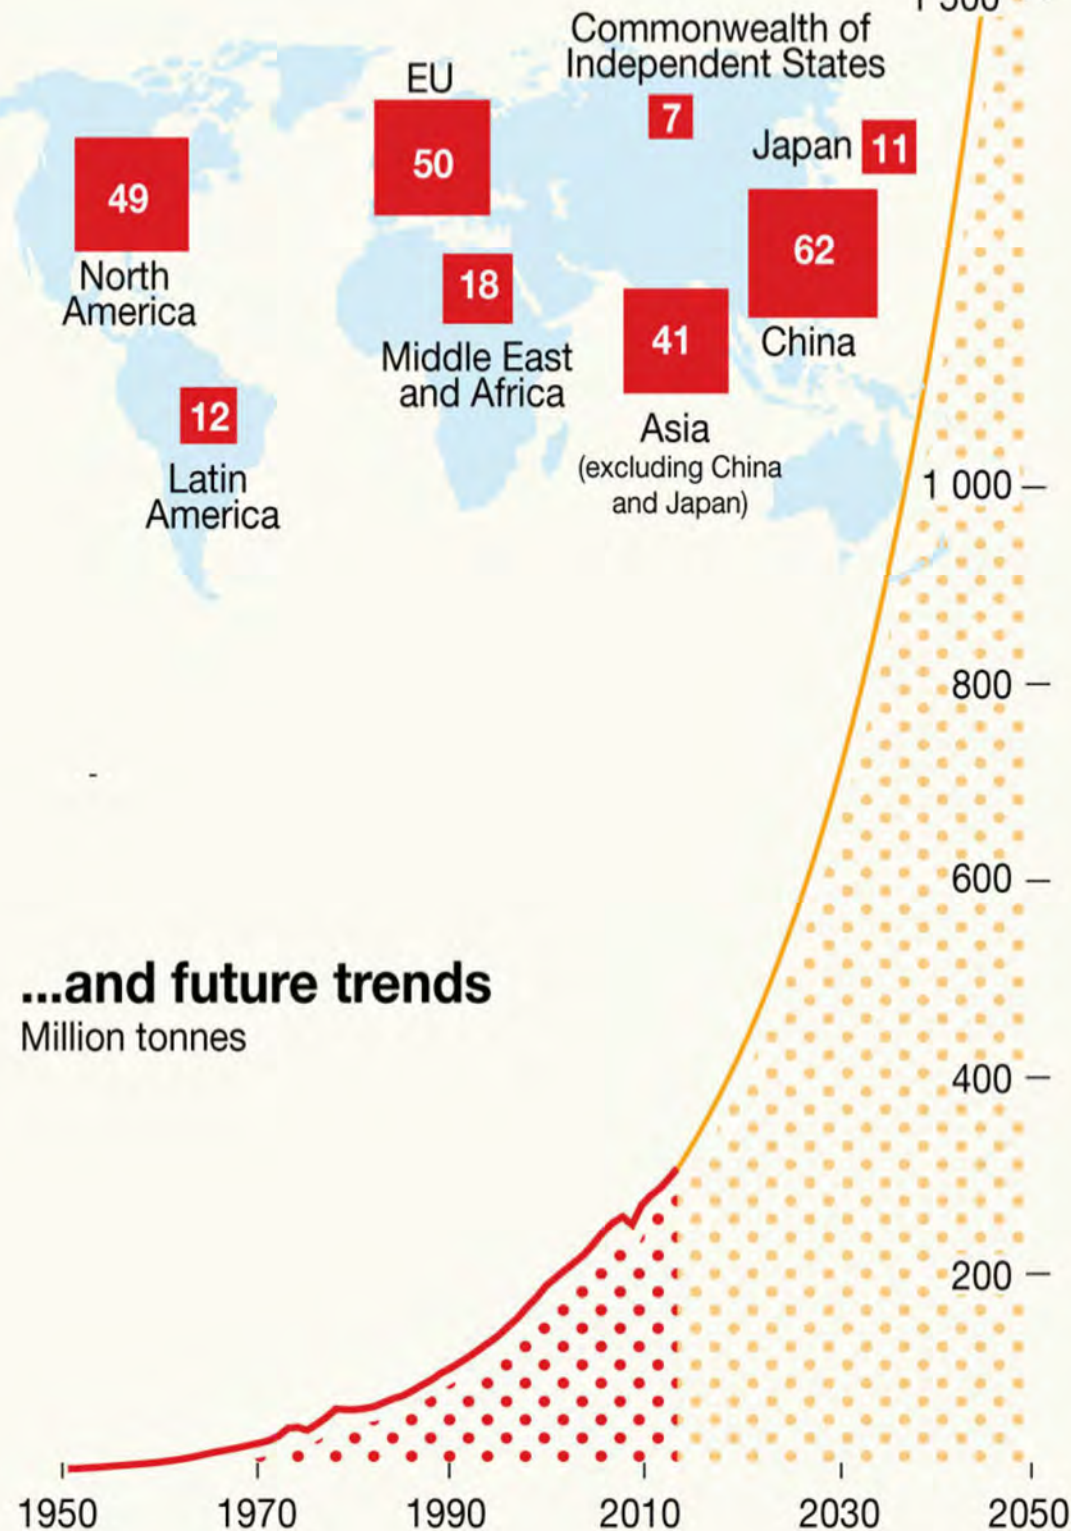 1 500
Commonwealth of
Independent States
7
EU
50
Japan 11
49
North
America
62
China
18
Middle East
and Africa
41
Asia
(excluding China
and Japan)
12
Latin
America
1 000
800
-
600
...and future trends
Million tonnes
400
200
1950 1970 1990 2010 2030 2050